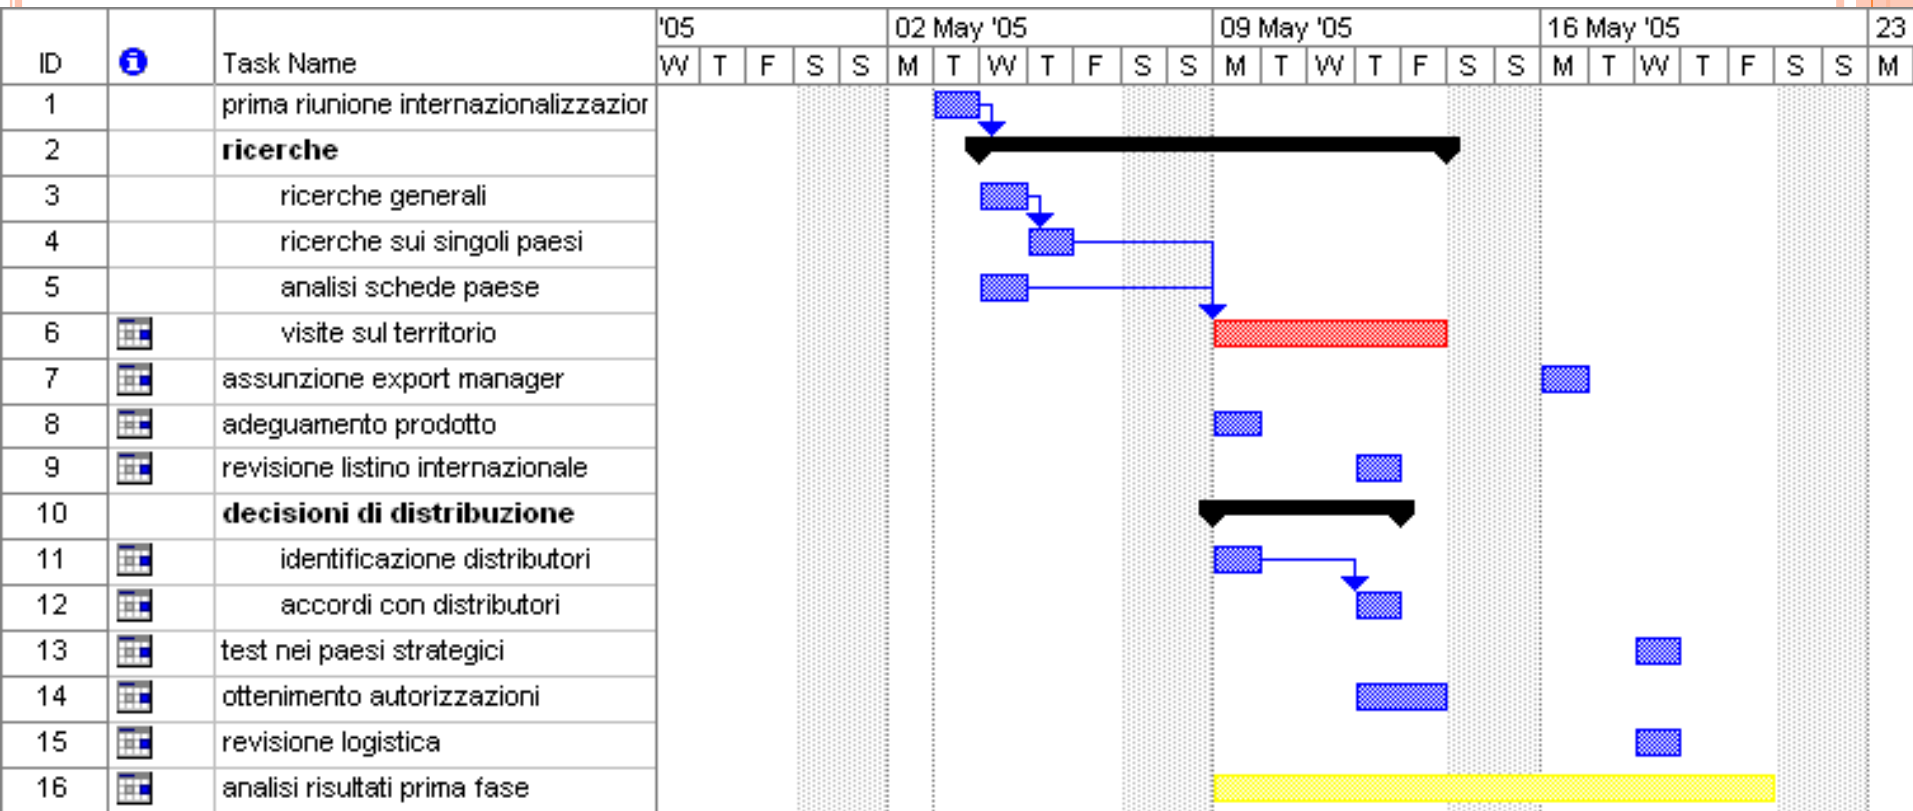 '05 02 May '05 09 May '05 16 May '05 23
ID Task Name W T F S S M T W T F S S M T W T F S S M T W T F S S M
1 prima riunione internazionalizzazior
2 ricerche
3 ricerche generali
4 ricerche sui singoli paesi
5 analisi schede paese
6 visite sul territorio
7 assunzione export manager
8 adeguamento prodotto
9 revisione listino internazionale
10 decisioni di distribuzione
11 identificazione distributori
12 accordi con distributori
13 test nei paesi strategici
14 ottenimento autorizzazioni
15 revisione logistica
16 analisi risultati prima fase